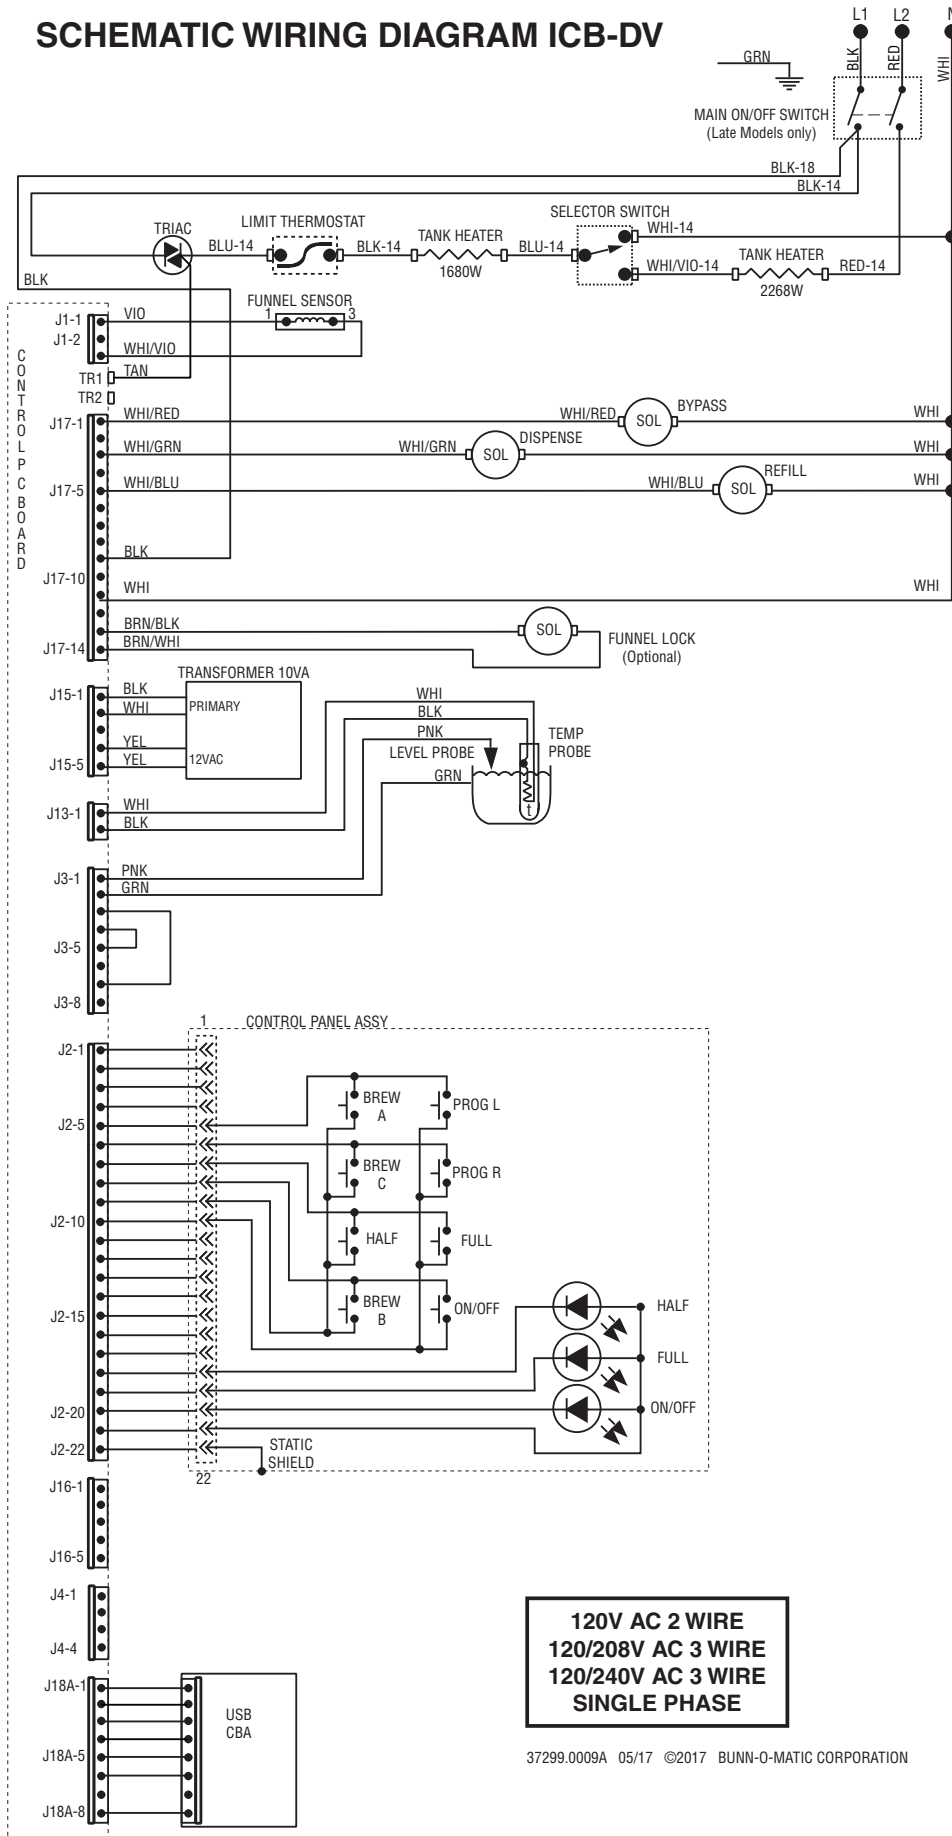 SCHEMATIC WIRING DIAGRAM ICB-DV
L1 L2 N
BLK RED WHI
GRN
MAIN ON/OFF SWITCH
(Late Models only)
BLK-18
BLK-14
TRIAC
BLU-14
LIMIT THERMOSTAT
BLK-14
TANK HEATER
1680W
BLU-14
SELECTOR SWITCH
WHI-14
WHI/VIO-14
TANK HEATER
2268W
RED-14
BLK
CONTROL PC BOARD
J1-1 VIO
FUNNEL SENSOR
1 3
J1-2
WHI/VIO
TR1 TAN
TR2
J17-1 WHI/RED WHI/RED SOL BYPASS WHI
WHI/GRN WHI/GRN SOL DISPENSE WHI
J17-5 WHI/BLU WHI/BLU SOL REFILL WHI
BLK
J17-10 WHI WHI
BRN/BLK SOL
J17-14 BRN/WHI
FUNNEL LOCK
(Optional)
TRANSFORMER 10VA
J15-1 BLK
WHI PRIMARY
YEL
J15-5 YEL 12VAC
WHI
BLK
PNK
LEVEL PROBE
GRN
TEMP
PROBE
t
J13-1 WHI
BLK
J3-1 PNK
GRN
J3-5
J3-8
1 CONTROL PANEL ASSY
J2-1
J2-5
J2-10
J2-15
J2-20
J2-22
BREW
A
PROG L
BREW
C
PROG R
HALF
FULL
BREW
B
ON/OFF
HALF
FULL
ON/OFF
STATIC
SHIELD
22
J16-1
J16-5
J4-1
J4-4
J18A-1
J18A-5
J18A-8
USB
CBA
120V AC 2 WIRE
120/208V AC 3 WIRE
120/240V AC 3 WIRE
SINGLE PHASE
37299.0009A 05/17 ©2017 BUNN-O-MATIC CORPORATION